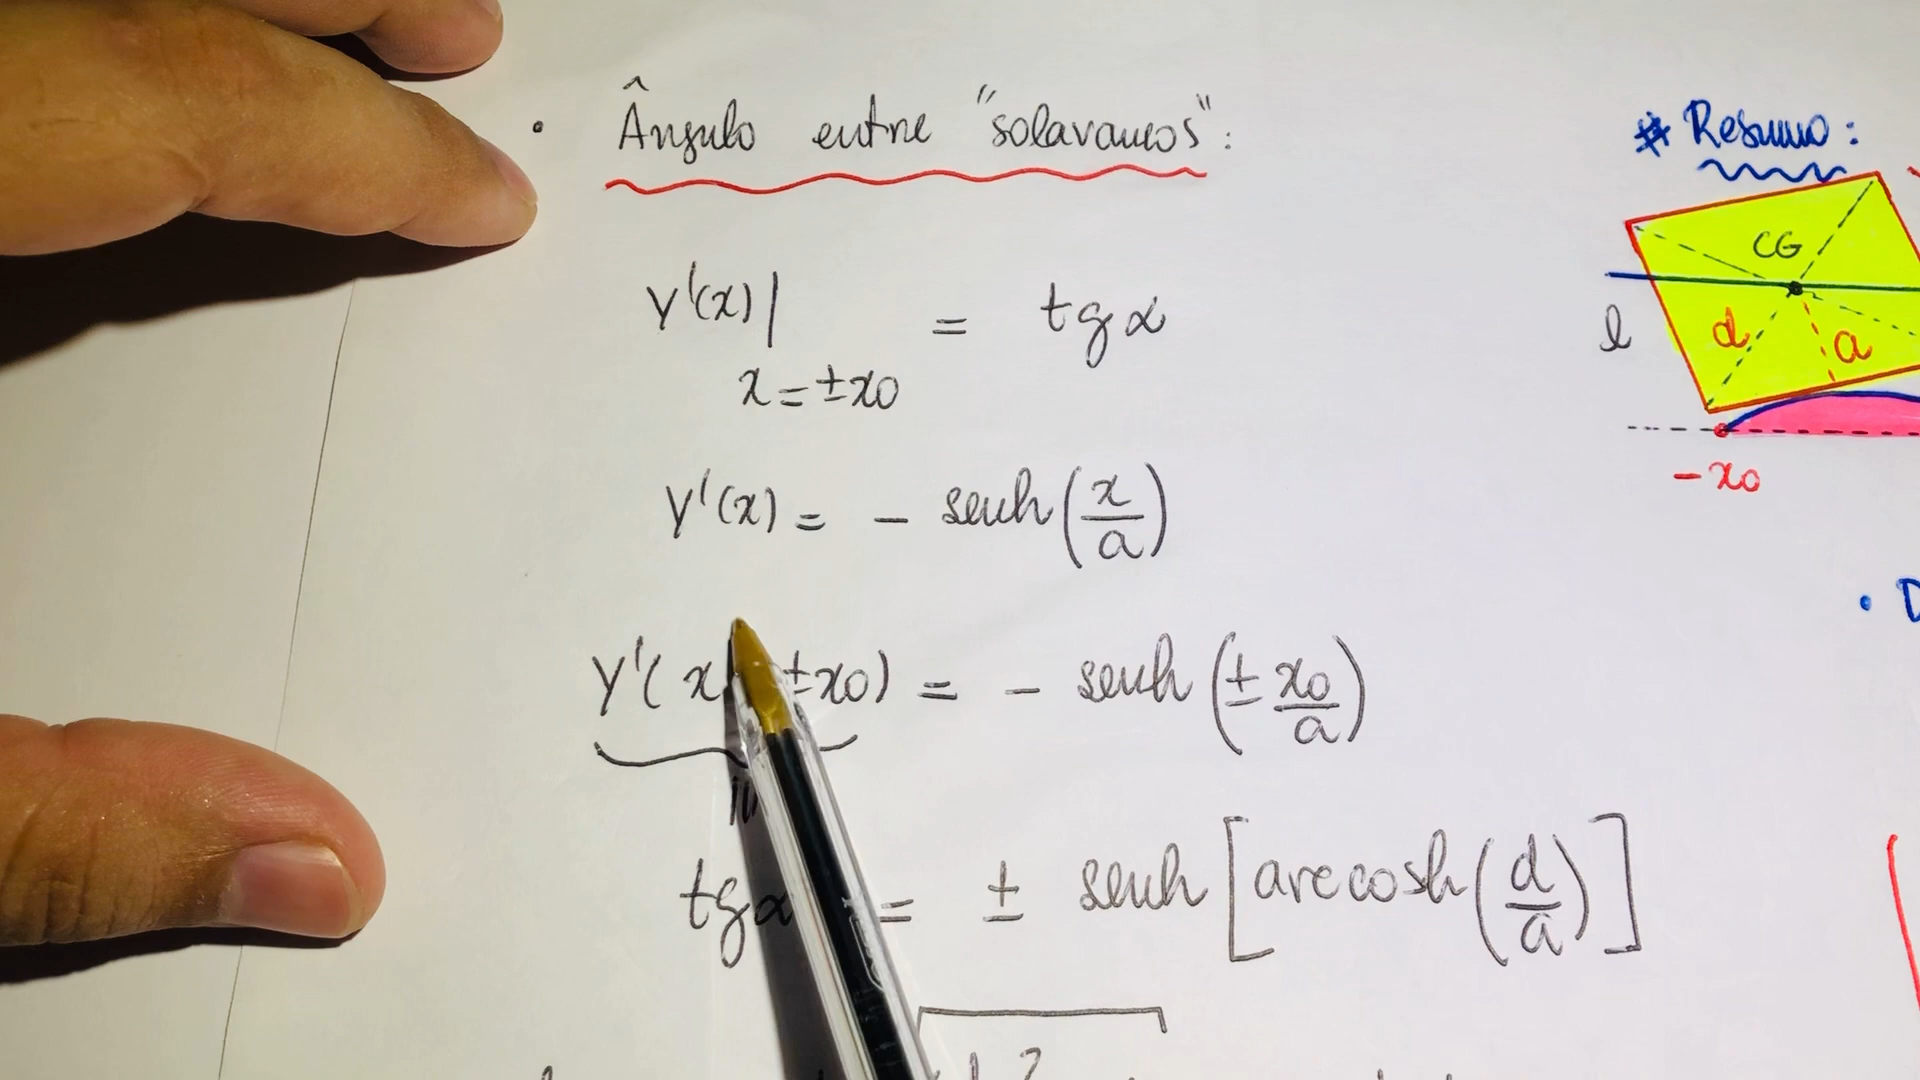 • Ângulo entre "solavancos":
y'(x)| = tg α
x = ±x0
y'(x) = - senh (x/a)
y'(x ±x0) = - senh (± x0/a)
tg α = ± senh [arccosh (d/a)]
# Resumo:
CG
l
d
a
-x0